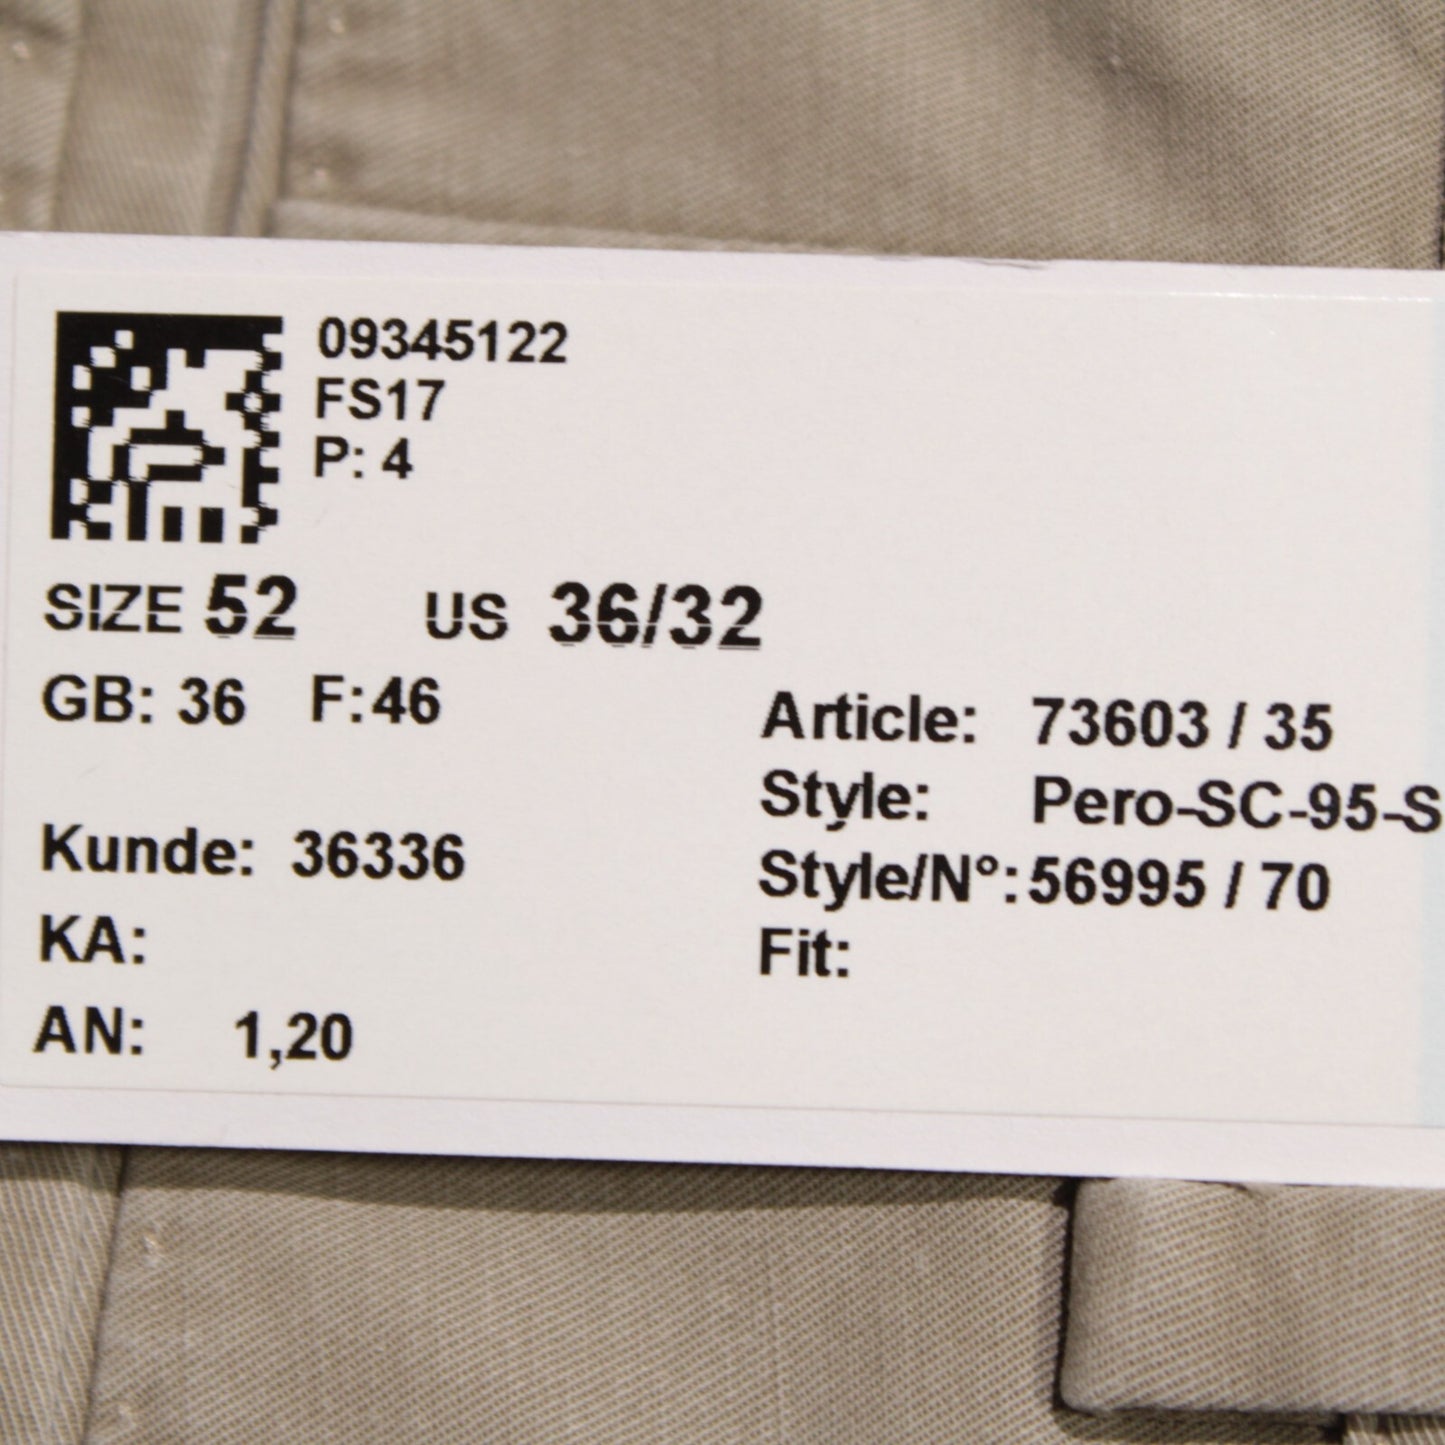 09345122
FS17
P: 4
SIZE 52 US 36/32
GB: 36 F: 46
Article: 73603 / 35
Style: Pero-SC-95-S
Style/N°: 56995 / 70
Fit:
Kunde: 36336
KA:
AN: 1,20